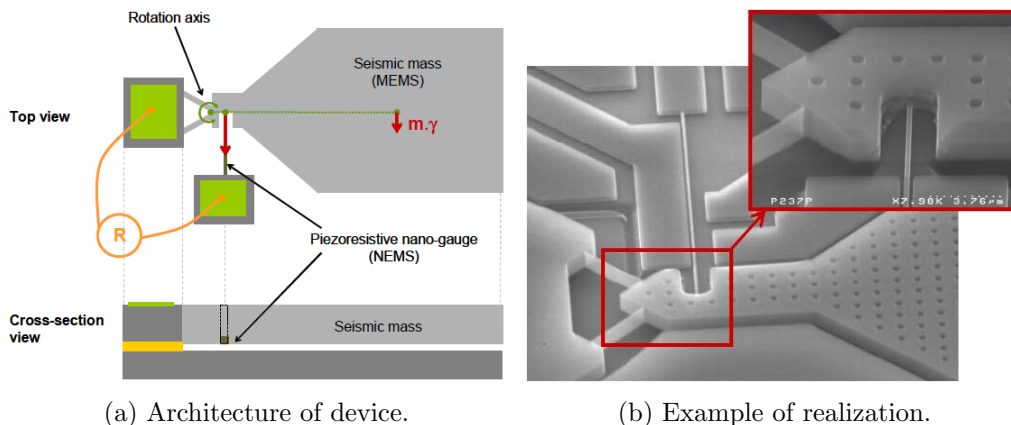 Rotation axis
Seismic mass
(MEMS)
Top view
m.γ
R
Piezoresistive nano-gauge
(NEMS)
Cross-section
view
Seismic mass
P237P X7.90K 3.76μm
(a) Architecture of device.
(b) Example of realization.